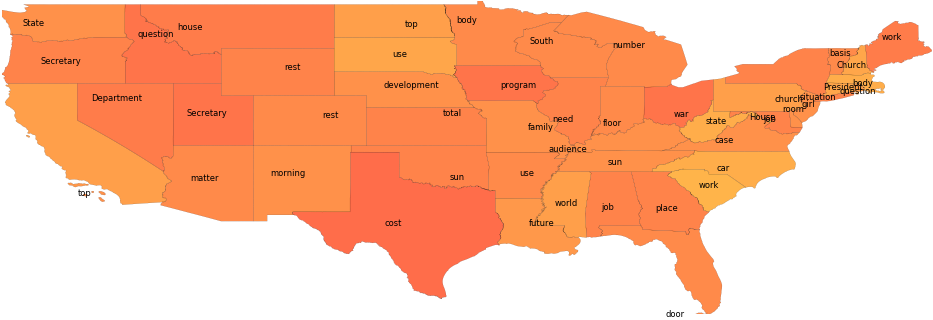 State
question
house
top
body
South
number
work
Secretary
use
basis
Church
rest
development
program
body
President
question
Department
Secretary
rest
total
need
floor
war
state
church
situation
room
girl
House
job
family
audience
case
matter
morning
sun
use
sun
car
work
top
world
job
place
cost
future
door